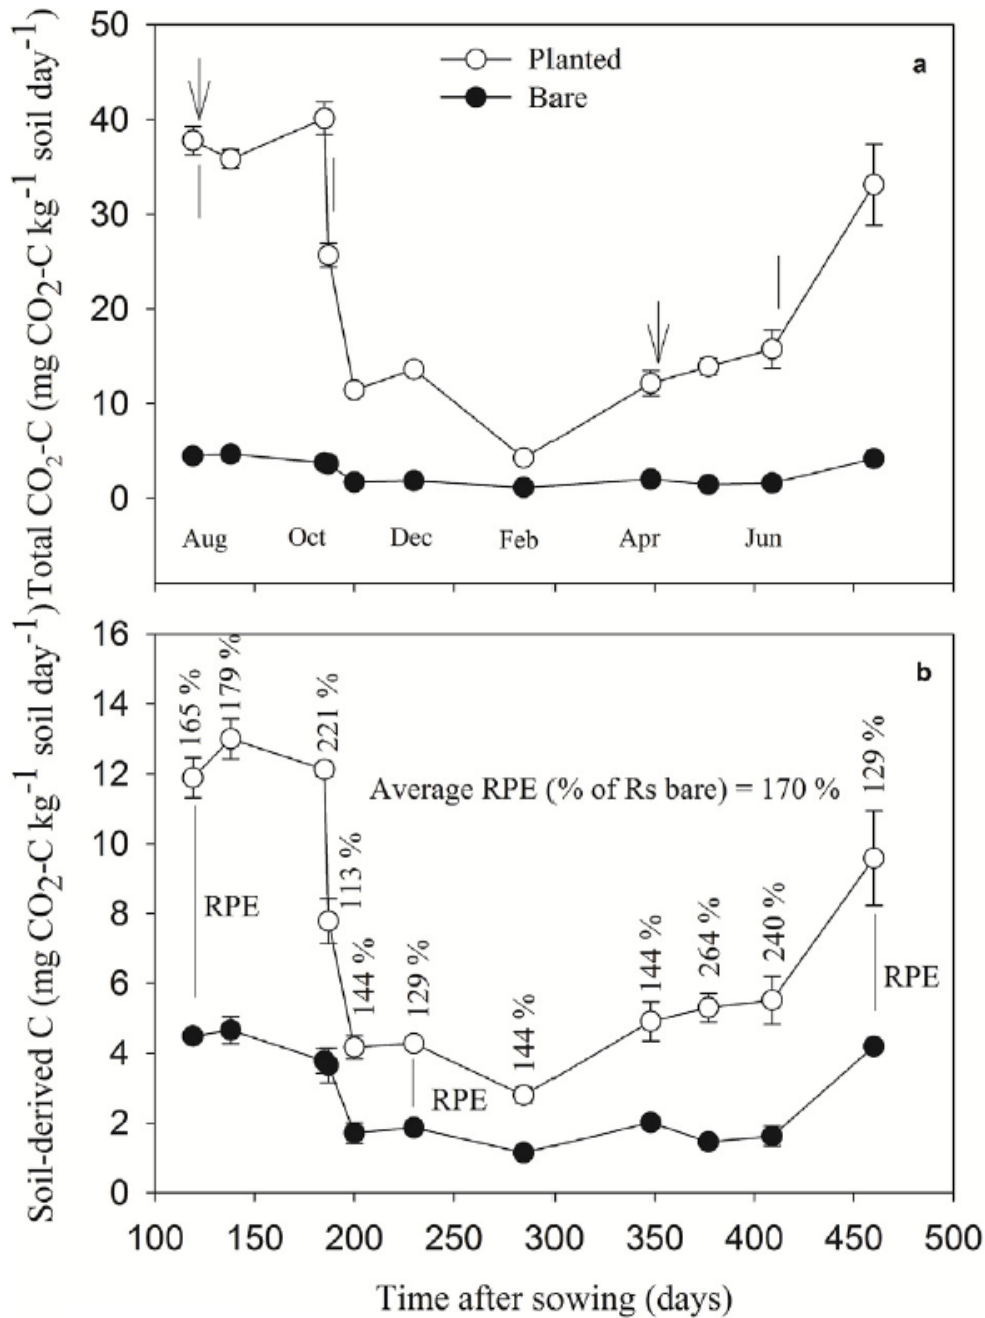 Total CO2-C (mg CO2-C kg-1 soil day-1)
50
40
30
20
10
0
Planted
Bare
a
Aug Oct Dec Feb Apr Jun
Soil-derived C (mg CO2-C kg-1 soil day-1)
16
14
12
10
8
6
4
2
0
b
165 %
179 %
221 %
113 %
144 %
129 %
144 %
144 %
264 %
240 %
129 %
Average RPE (% of Rs bare) = 170 %
RPE
RPE
RPE
100 150 200 250 300 350 400 450 500
Time after sowing (days)